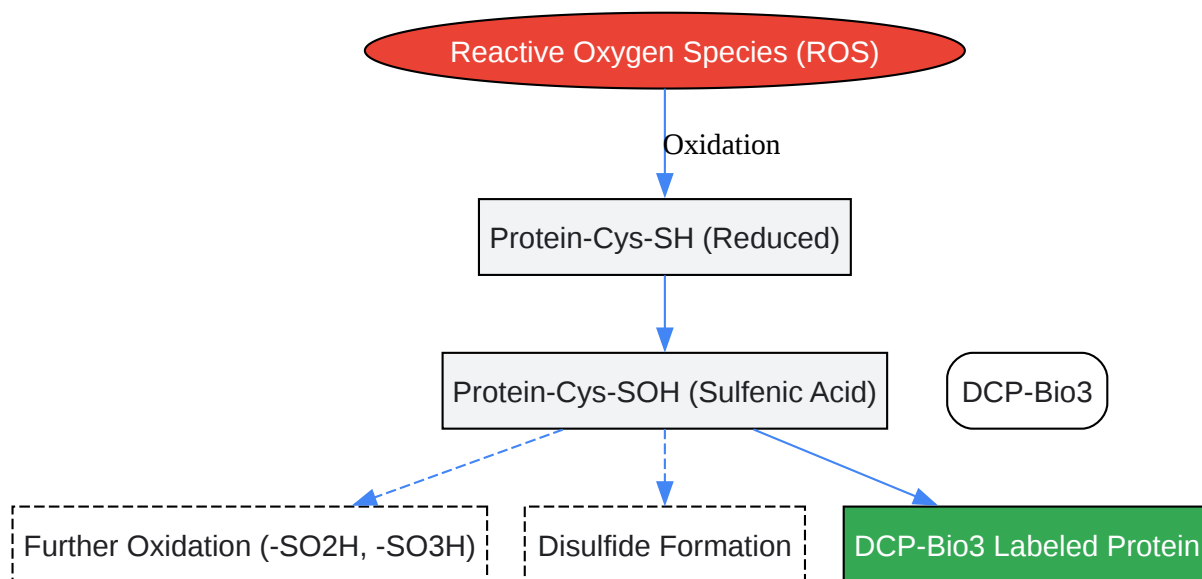 Reactive Oxygen Species (ROS)
Oxidation
Protein-Cys-SH (Reduced)
Protein-Cys-SOH (Sulfenic Acid)
DCP-Bio3
Further Oxidation (-SO2H, -SO3H)
Disulfide Formation
DCP-Bio3 Labeled Protein